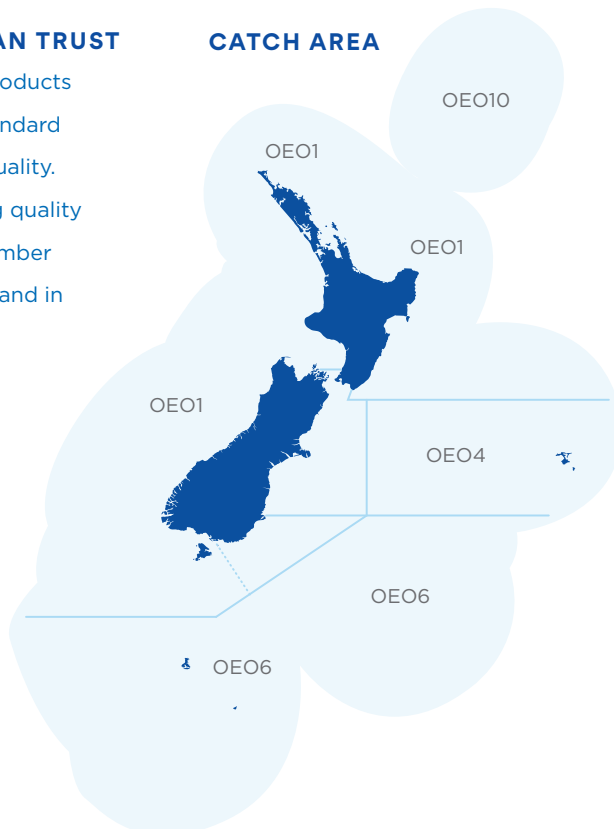 AN TRUST
oducts
ndard
uality.
g quality
mber
and in
CATCH AREA
OEO10
OEO1
OEO1
OEO1
OEO4
OEO6
OEO6